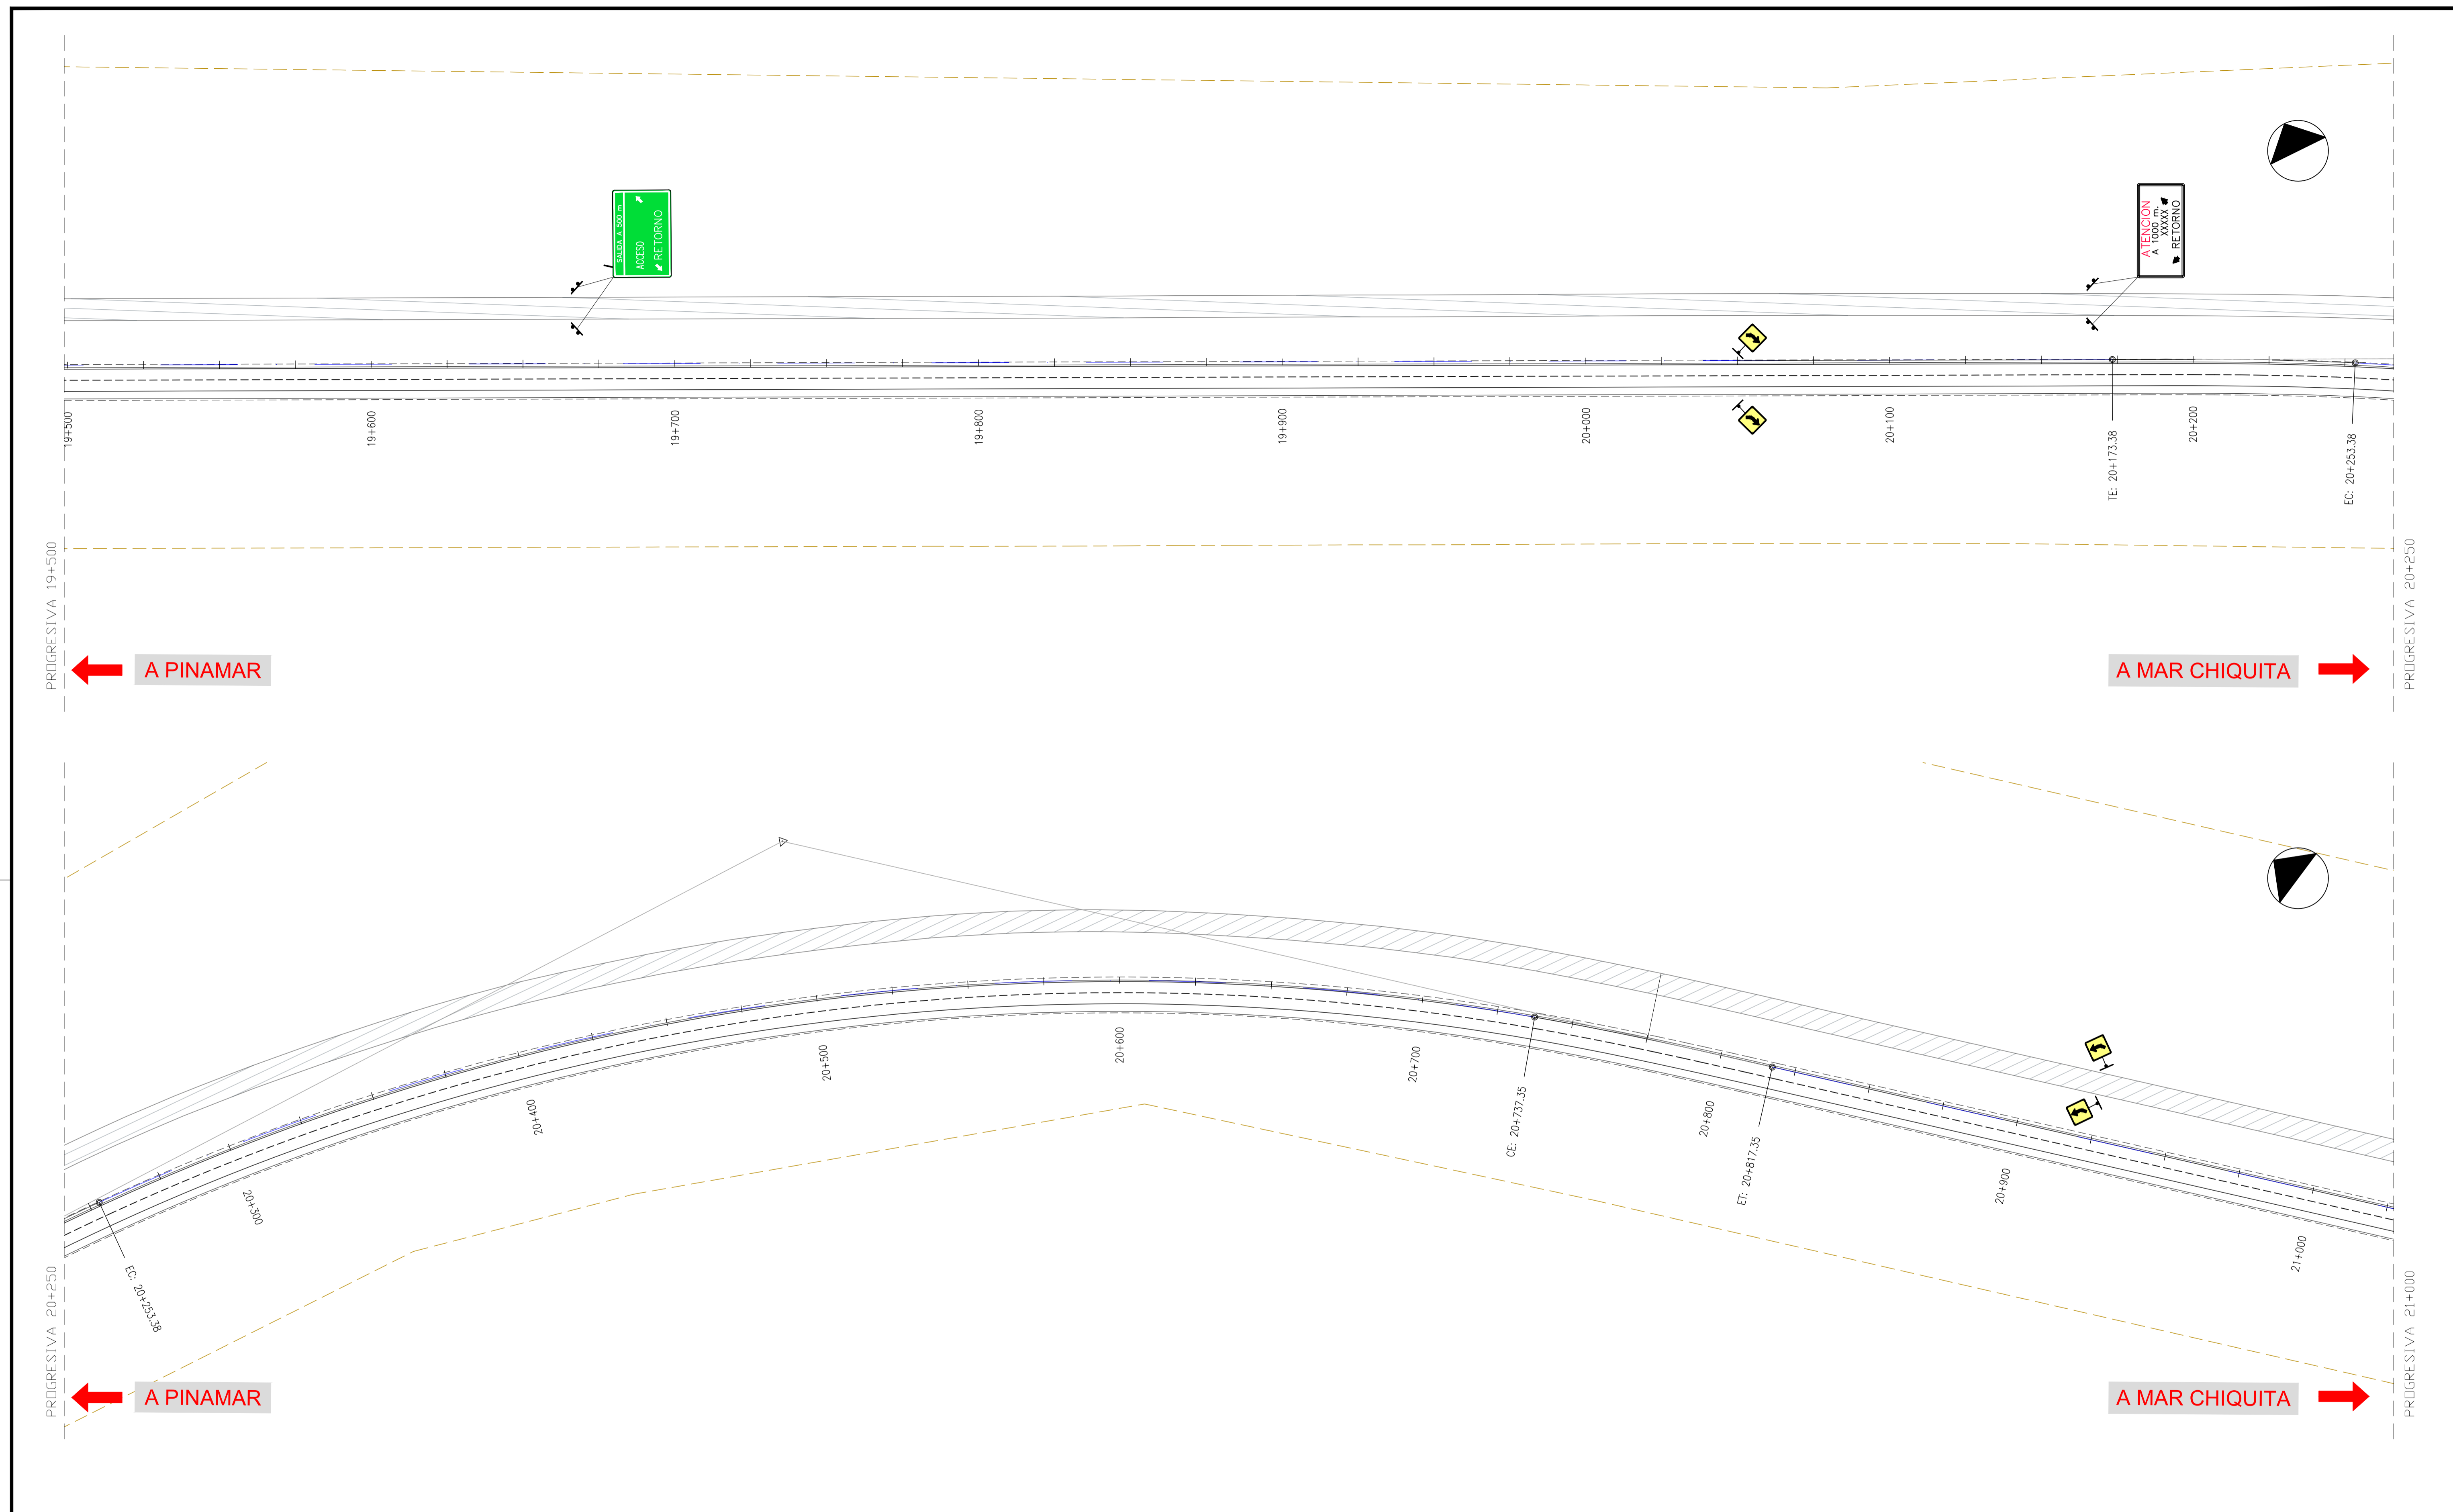 SALIDA A 500 m
ACCESO
RETORNO
ATENCION
A 1000 m.
XXXXX
RETORNO
19+500
19+600
19+700
19+800
19+900
20+000
20+100
TE: 20+173.38
20+200
EC: 20+253.38
PROGRESIVA 19+500
PROGRESIVA 20+250
A PINAMAR
A MAR CHIQUITA
EC: 20+253.38
20+300
20+400
20+500
20+600
20+700
CE: 20+737.35
20+800
ET: 20+817.35
20+900
21+000
PROGRESIVA 20+250
PROGRESIVA 21+000
A PINAMAR
A MAR CHIQUITA